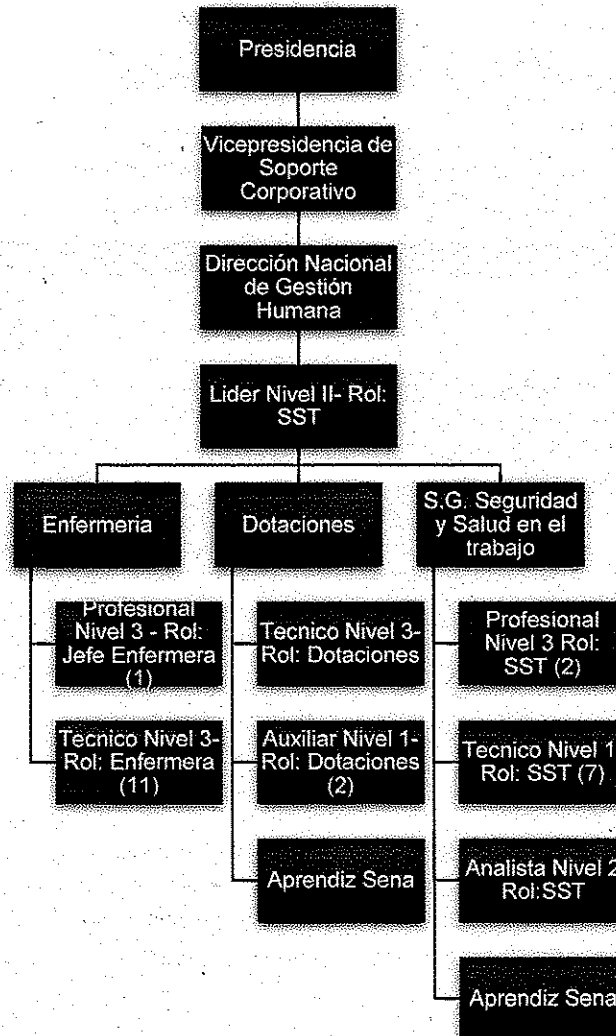 Presidencia
Vicepresidencia de
Soporte
Corporativo
Dirección Nacional
de Gestión
Humana
Lider Nivel II- Rol:
SST
Enfermeria
Profesional
Nivel 3 - Rol:
Jefe Enfermera
(1)
Tecnico Nivel 3-
Rol: Enfermera
(11)
Dotaciones
Tecnico Nivel 3-
Rol: Dotaciones
Auxiliar Nivel 1-
Rol: Dotaciones
(2)
Aprendiz Sena
S.G. Seguridad
y Salud en el
trabajo
Profesional
Nivel 3 Rol:
SST (2)
Tecnico Nivel 1
Rol: SST (7)
Analista Nivel 2
Rol:SST
Aprendiz Sena